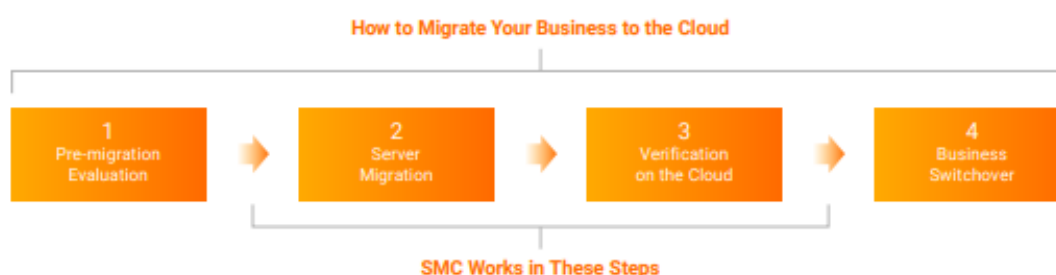 How to Migrate Your Business to the Cloud
1
Pre-migration
Evaluation
2
Server
Migration
3
Verification
on the Cloud
4
Business
Switchover
SMC Works in These Steps